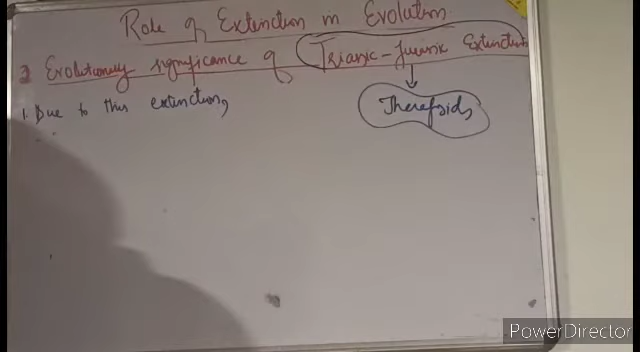 Role of Extinction in Evolution
2 Evolutionary significance of Triassic-Jurassic Extinction
1. Due to this extinction,
Therapsids
PowerDirector